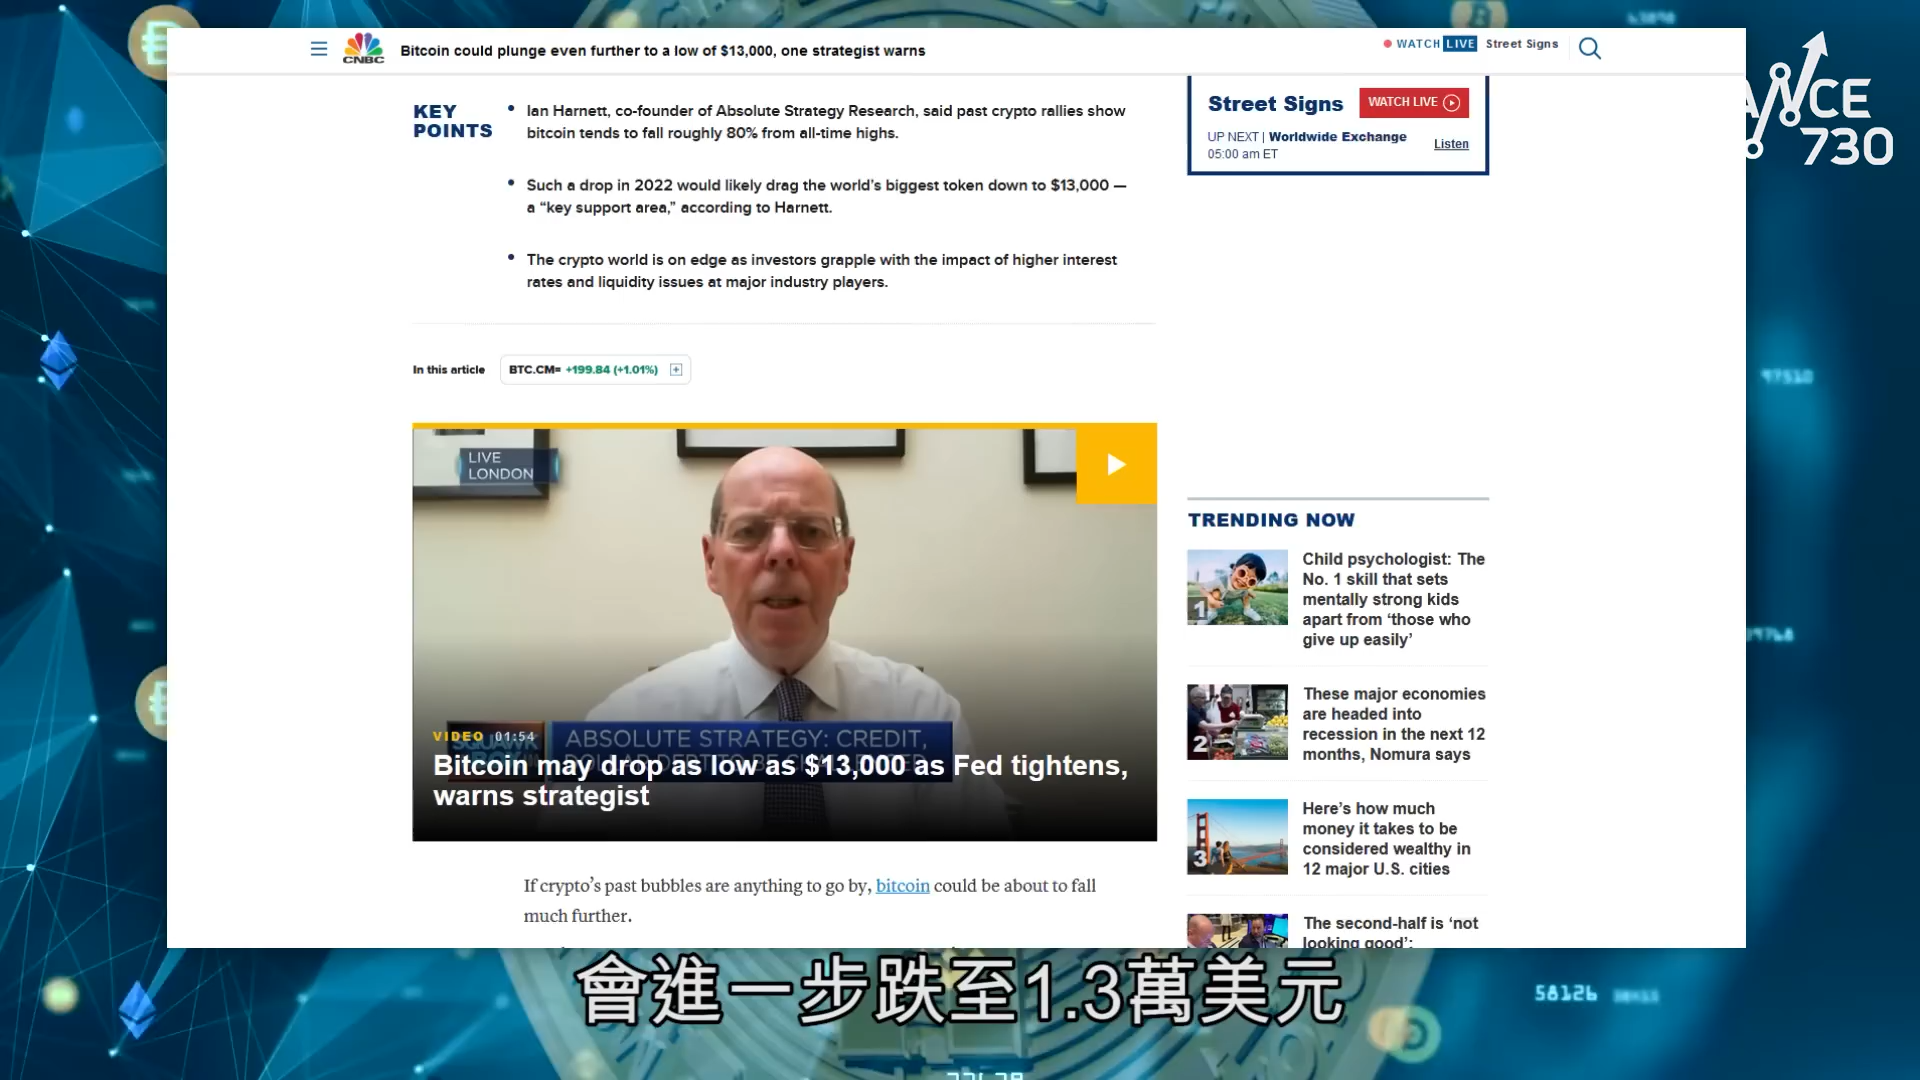 CNBC
Bitcoin could plunge even further to a low of $13,000, one strategist warns
WATCH LIVE Street Signs
KEY
POINTS
Ian Harnett, co-founder of Absolute Strategy Research, said past crypto rallies show
bitcoin tends to fall roughly 80% from all-time highs.
Such a drop in 2022 would likely drag the world’s biggest token down to $13,000 —
a “key support area,” according to Harnett.
The crypto world is on edge as investors grapple with the impact of higher interest
rates and liquidity issues at major industry players.
In this article
BTC.CM= +199.84 (+1.01%)
Street Signs
WATCH LIVE
UP NEXT | Worldwide Exchange
05:00 am ET
Listen
730
LIVE
LONDON
ABSOLUTE STRATEGY: CREDIT,
VIDEO 01:54
Bitcoin may drop as low as $13,000 as Fed tightens,
warns strategist
If crypto’s past bubbles are anything to go by, bitcoin could be about to fall
much further.
TRENDING NOW
1
Child psychologist: The
No. 1 skill that sets
mentally strong kids
apart from ‘those who
give up easily’
2
These major economies
are headed into
recession in the next 12
months, Nomura says
3
Here’s how much
money it takes to be
considered wealthy in
12 major U.S. cities
The second-half is ‘not
looking good’:
會進一步跌至1.3萬美元
58126
97510